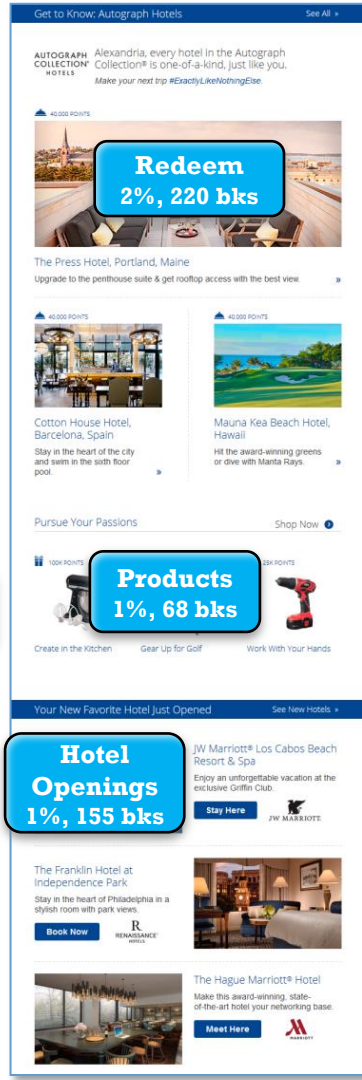 Get to Know: Autograph Hotels See All »
AUTOGRAPH COLLECTION® HOTELS
Alexandria, every hotel in the Autograph
Collection® is one-of-a-kind, just like you.
Make your next trip #ExactlyLikeNothingElse.
40,000 POINTS
Redeem
2%, 220 bks
The Press Hotel, Portland, Maine
Upgrade to the penthouse suite & get rooftop access with the best view. »
40,000 POINTS
Cotton House Hotel,
Barcelona, Spain
Stay in the heart of the city
and swim in the sixth floor
pool. »
40,000 POINTS
Mauna Kea Beach Hotel,
Hawaii
Hit the award-winning greens
or dive with Manta Rays. »
Pursue Your Passions Shop Now
100K POINTS
Products
1%, 68 bks
25K POINTS
Create in the Kitchen Gear Up for Golf Work With Your Hands
Your New Favorite Hotel Just Opened See New Hotels »
Hotel
Openings
1%, 155 bks
JW Marriott® Los Cabos Beach
Resort & Spa
Enjoy an unforgettable vacation at the
exclusive Griffin Club.
Stay Here
JW MARRIOTT
The Franklin Hotel at
Independence Park
Stay in the heart of Philadelphia in a
stylish room with park views.
Book Now
R
RENAISSANCE®
HOTELS
The Hague Marriott® Hotel
Make this award-winning, state-
of-the-art hotel your networking base.
Meet Here
MARRIOTT